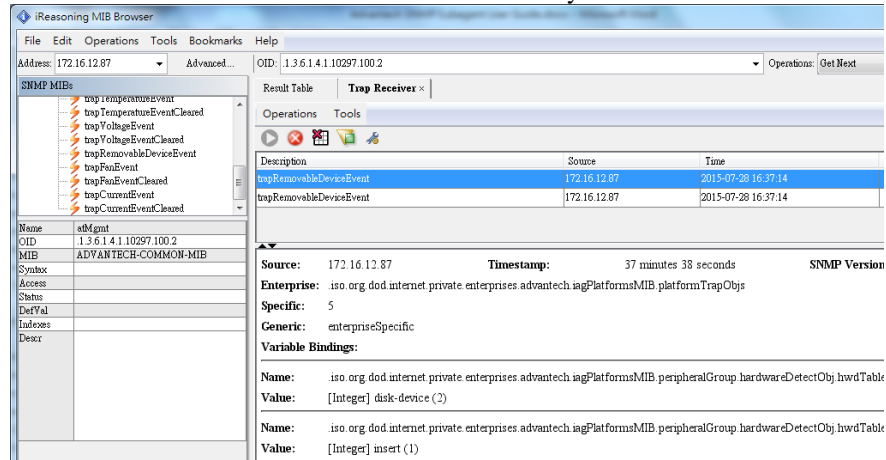 iReasoning MIB Browser
File Edit Operations Tools Bookmarks Help
Address: 172.16.12.87 Advanced... OID: .1.3.6.1.4.1.10297.100.2 Operations: Get Next
SNMP MIBs
Result Table Trap Receiver ×
trapTemperatureEvent
trapTemperatureEventCleared
trapVoltageEvent
trapVoltageEventCleared
trapRemovableDeviceEvent
trapFanEvent
trapFanEventCleared
trapCurrentEvent
trapCurrentEventCleared
Operations Tools
Description Source Time
trapRemovableDeviceEvent 172.16.12.87 2015-07-28 16:37:14
trapRemovableDeviceEvent 172.16.12.87 2015-07-28 16:37:14
Name atMgmt
OID .1.3.6.1.4.1.10297.100.2
MIB ADVANTECH-COMMON-MIB
Syntax
Access
Status
DefVal
Indexes
Descr
Source: 172.16.12.87 Timestamp: 37 minutes 38 seconds SNMP Version
Enterprise: .iso.org.dod.internet.private.enterprises.advantech.iagPlatformsMIB.platformTrapObjs
Specific: 5
Generic: enterpriseSpecific
Variable Bindings:
Name: .iso.org.dod.internet.private.enterprises.advantech.iagPlatformsMIB.peripheralGroup.hardwareDetectObj.hwdTable
Value: [Integer] disk-device (2)
Name: .iso.org.dod.internet.private.enterprises.advantech.iagPlatformsMIB.peripheralGroup.hardwareDetectObj.hwdTable
Value: [Integer] insert (1)